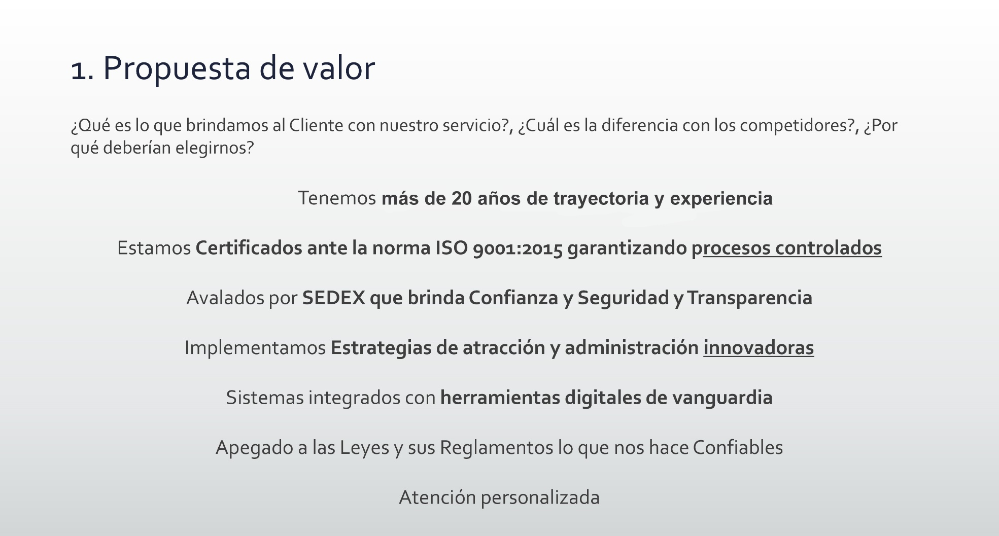 1. Propuesta de valor
¿Qué es lo que brindamos al Cliente con nuestro servicio?, ¿Cuál es la diferencia con los competidores?, ¿Por
qué deberían elegirnos?
Tenemos más de 20 años de trayectoria y experiencia
Estamos Certificados ante la norma ISO 9001:2015 garantizando procesos controlados
Avalados por SEDEX que brinda Confianza y Seguridad y Transparencia
Implementamos Estrategias de atracción y administración innovadoras
Sistemas integrados con herramientas digitales de vanguardia
Apegado a las Leyes y sus Reglamentos lo que nos hace Confiables
Atención personalizada